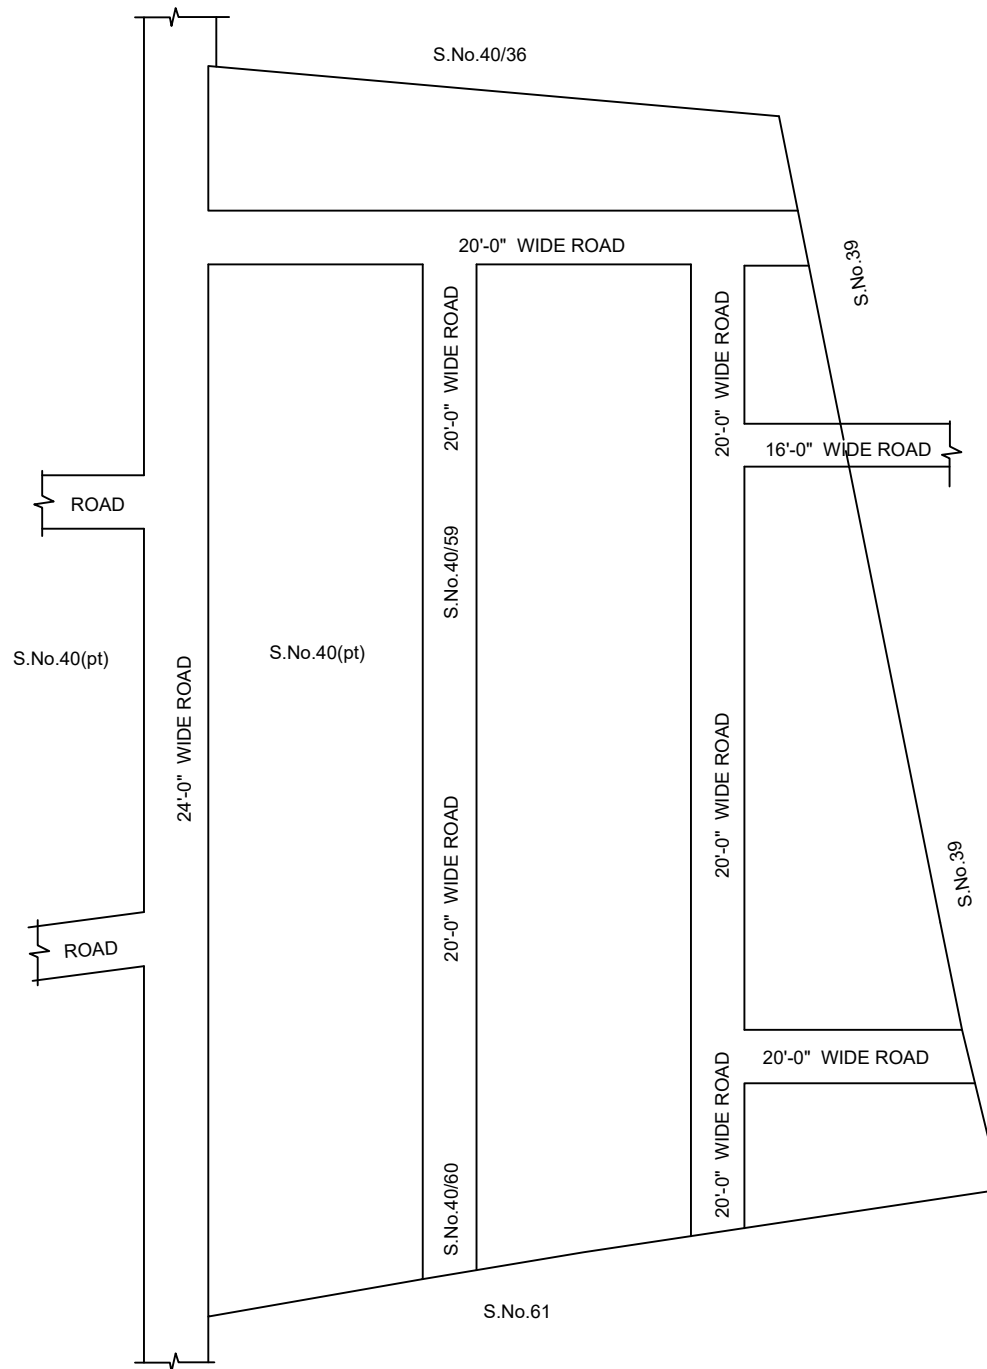 S.No.40/36
20'-0" WIDE ROAD
S.No.39
20'-0" WIDE ROAD
20'-0" WIDE ROAD
16'-0" WIDE ROAD
ROAD
S.No.40/59
S.No.40(pt)
S.No.40(pt)
24'-0" WIDE ROAD
20'-0" WIDE ROAD
20'-0" WIDE ROAD
S.No.39
ROAD
20'-0" WIDE ROAD
20'-0" WIDE ROAD
S.No.40/60
S.No.61